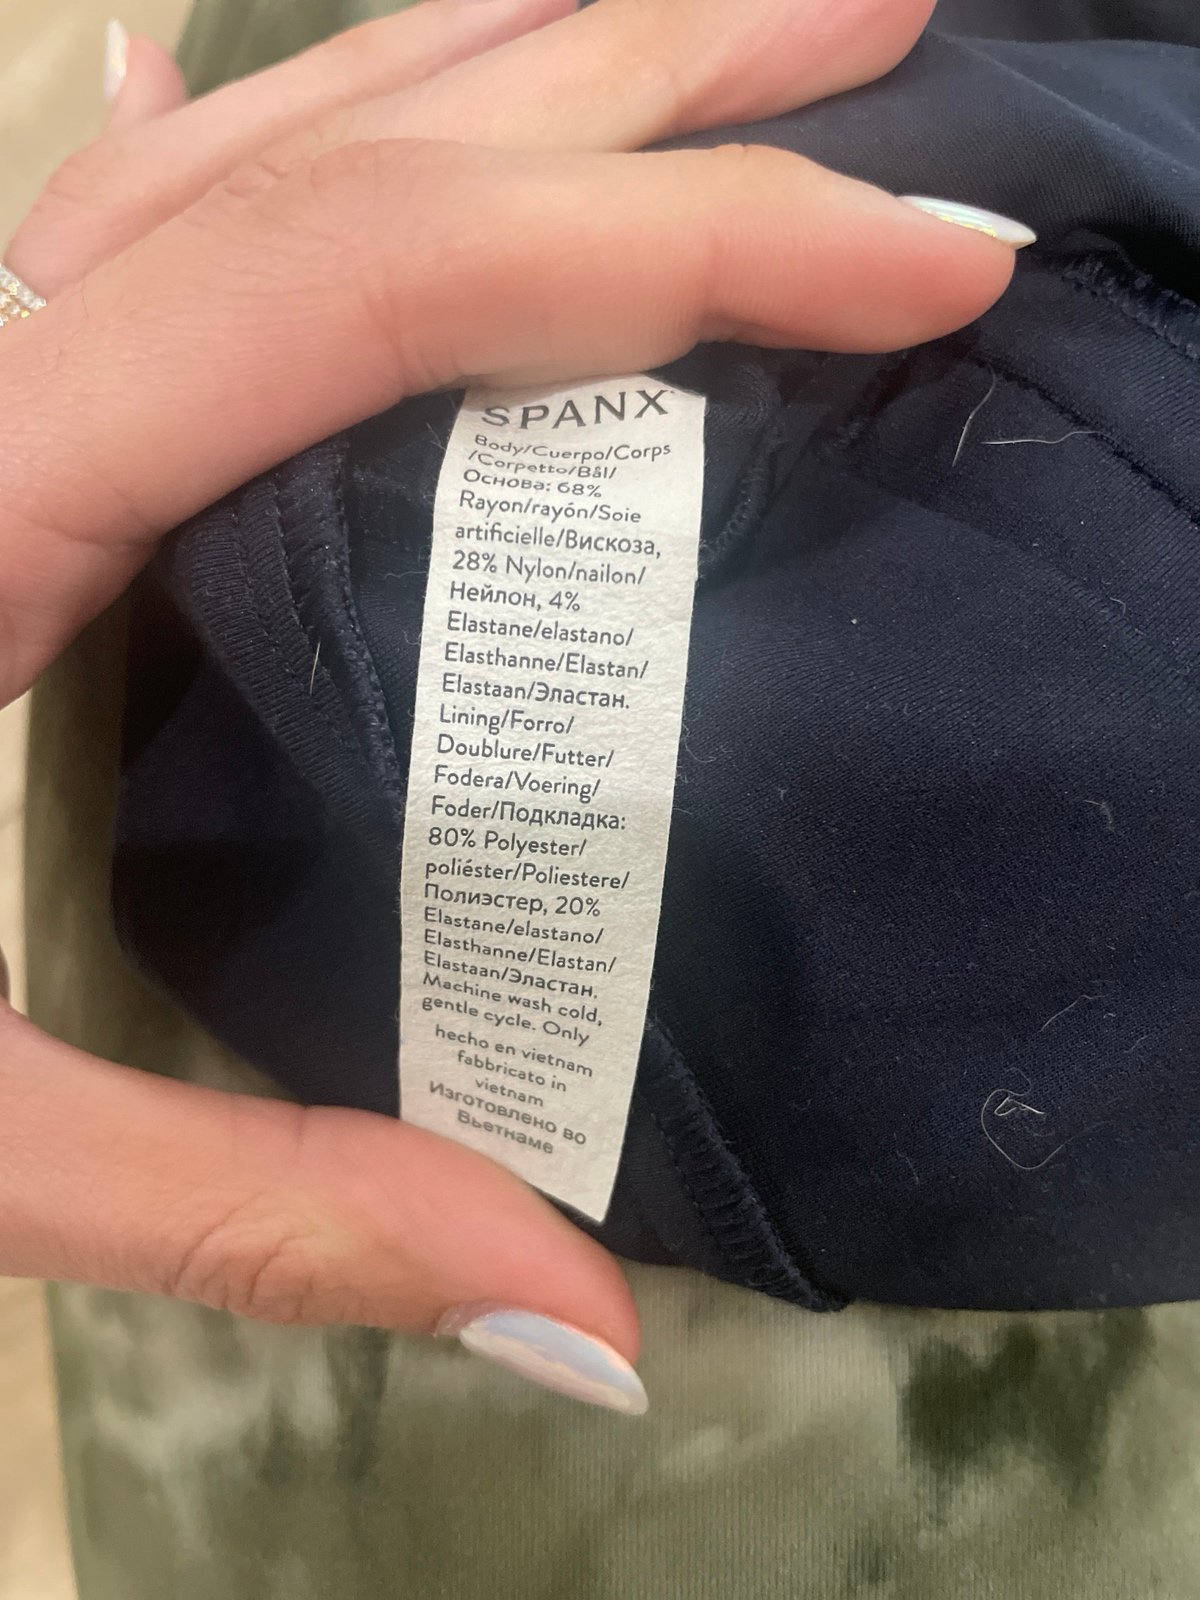 SPANX
Body/Cuerpo/Corps
/Corpetto/Bål/
Основа: 68%
Rayon/rayón/Soie
artificielle/Вискоза,
28% Nylon/nailon/
Нейлон, 4%
Elastane/elastano/
Elasthanne/Elastan/
Elastaan/Эластан.
Lining/Forro/
Doublure/Futter/
Fodera/Voering/
Foder/Подкладка:
80% Polyester/
poliéster/Poliestere/
Полиэстер, 20%
Elastane/elastano/
Elasthanne/Elastan/
Elastaan/Эластан.
Machine wash cold,
gentle cycle. Only
hecho en vietnam
fabbricato in
vietnam
Изготовлено во
Вьетнаме